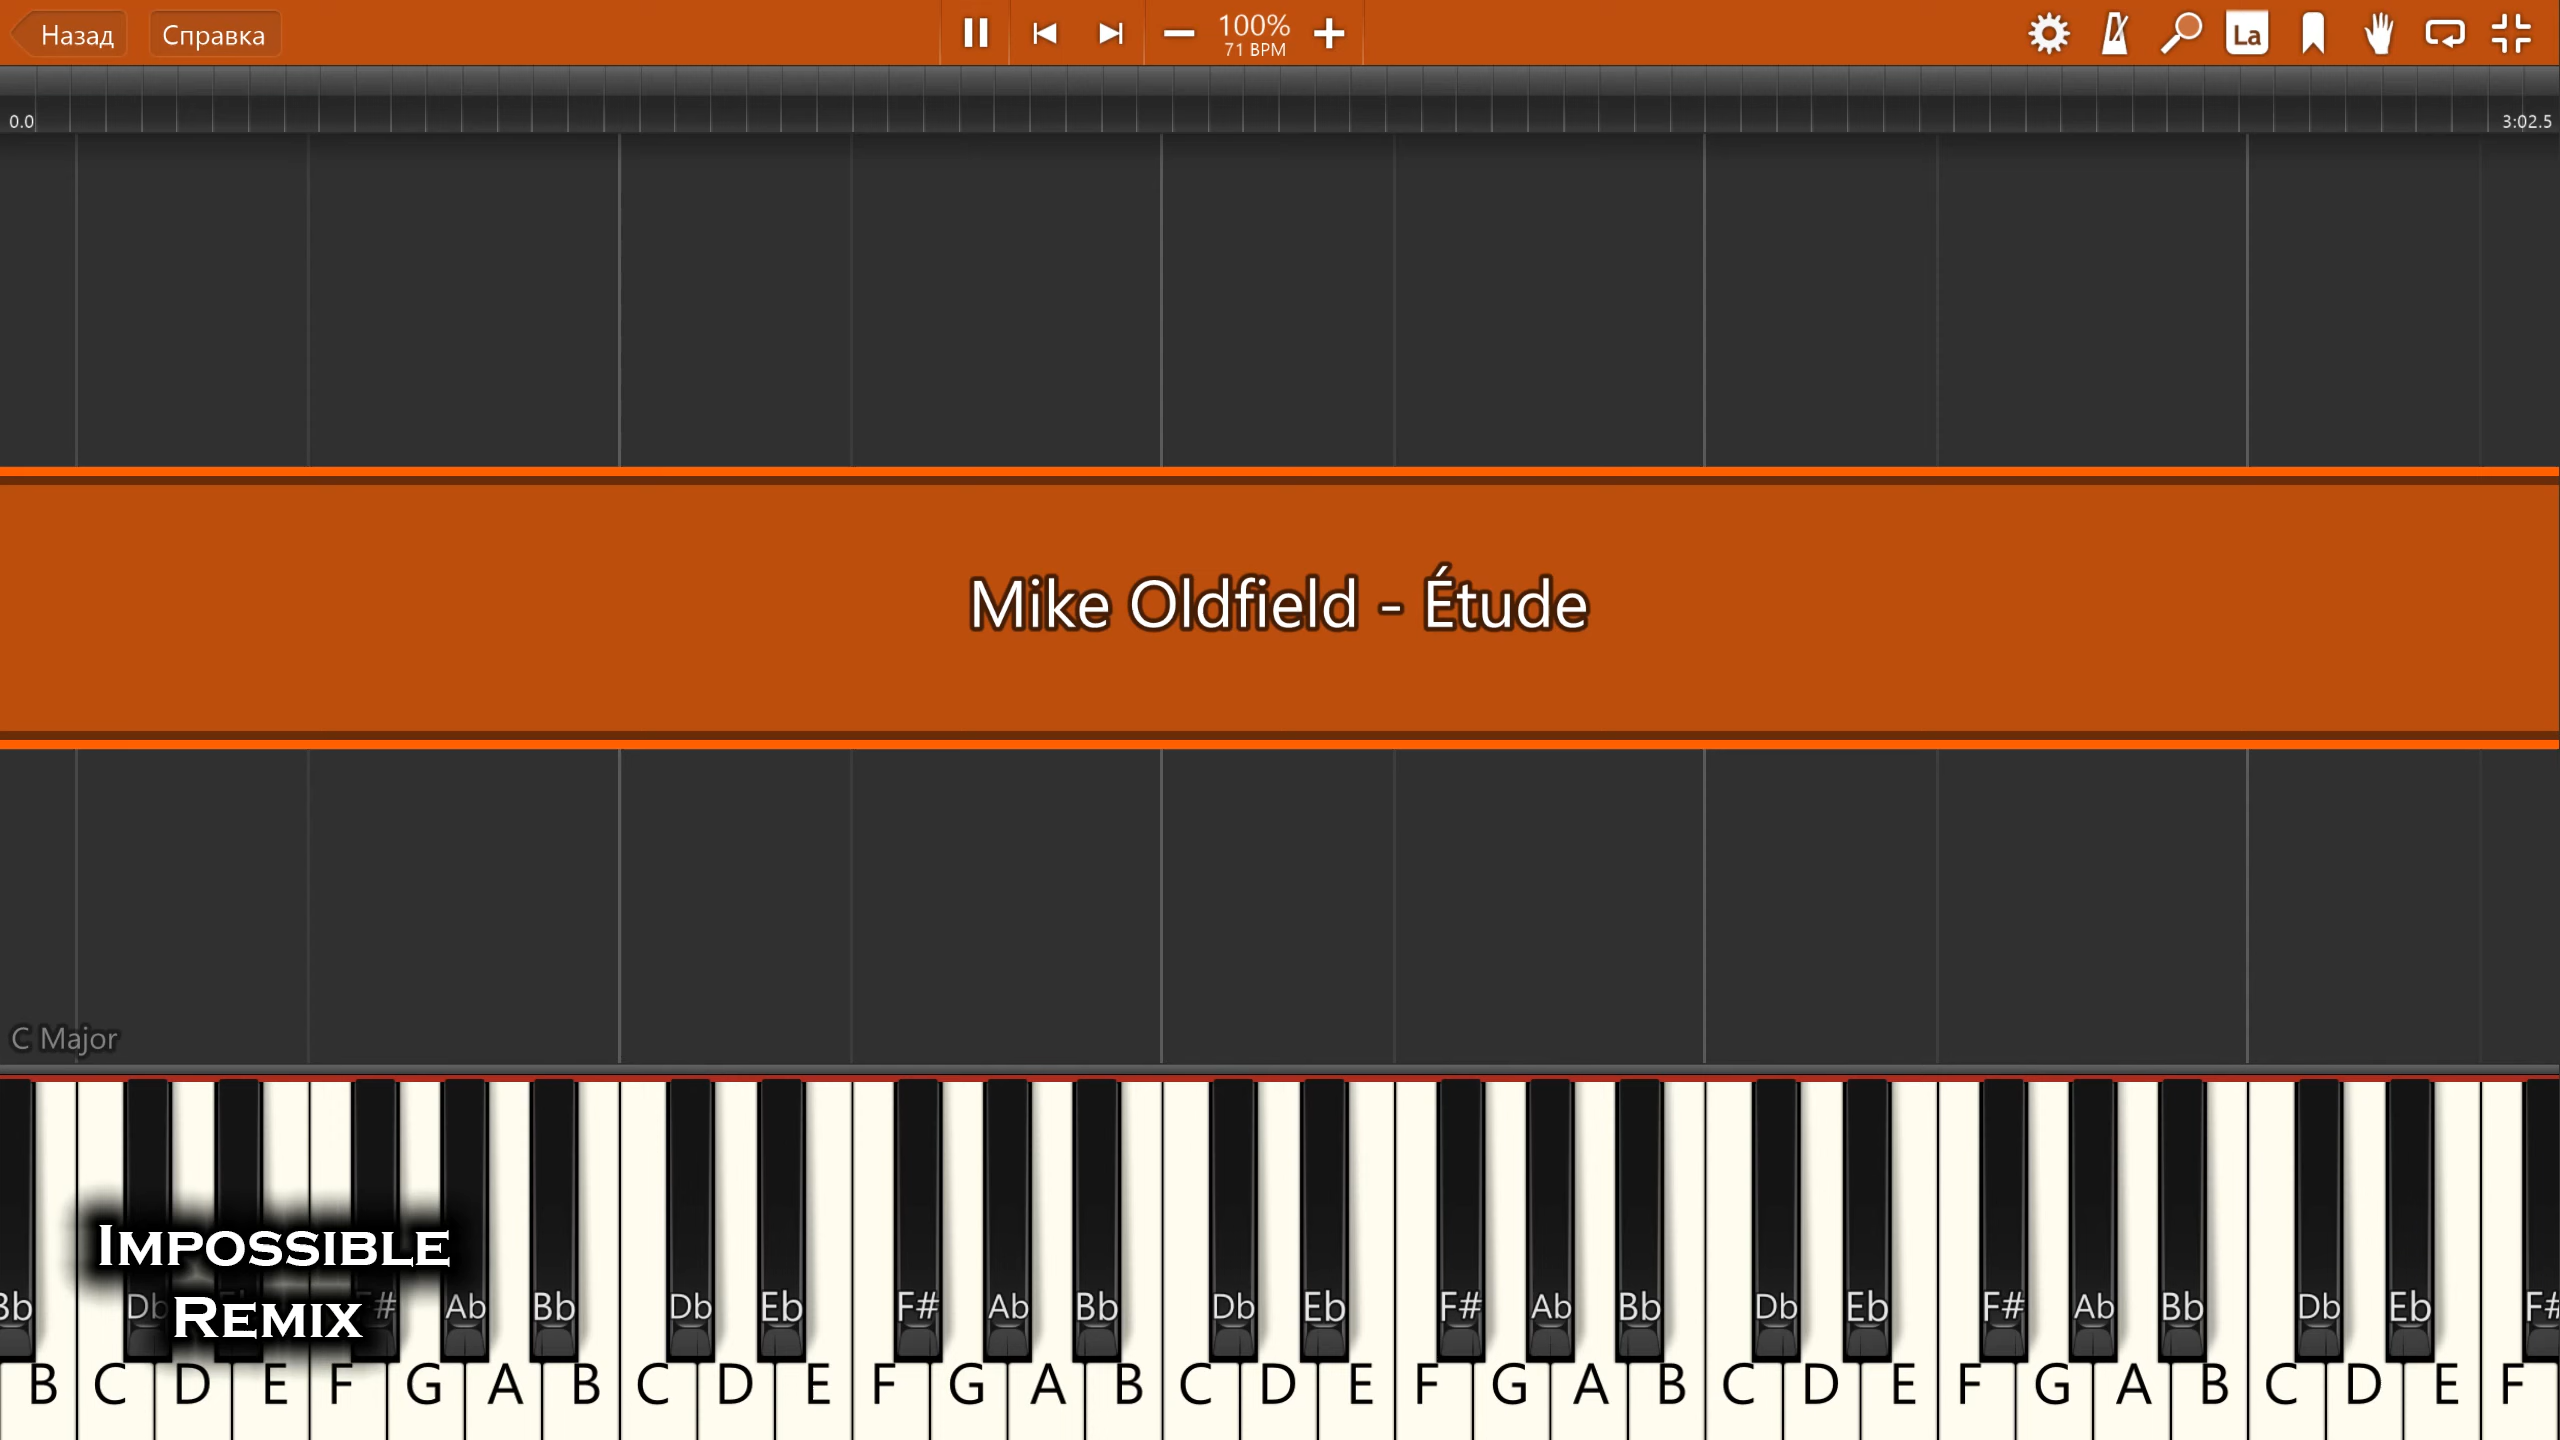 Назад Справка 100% La
71 BPM
0.0 3:02.5
Mike Oldfield - Étude
C Major
Impossible
Remix
Bb Db F# Ab Bb Db Eb F# Ab Bb Db Eb F# Ab Bb Db Eb F# Ab Bb Db Eb F#
B C D E F G A B C D E F G A B C D E F G A B C D E F G A B C D E F